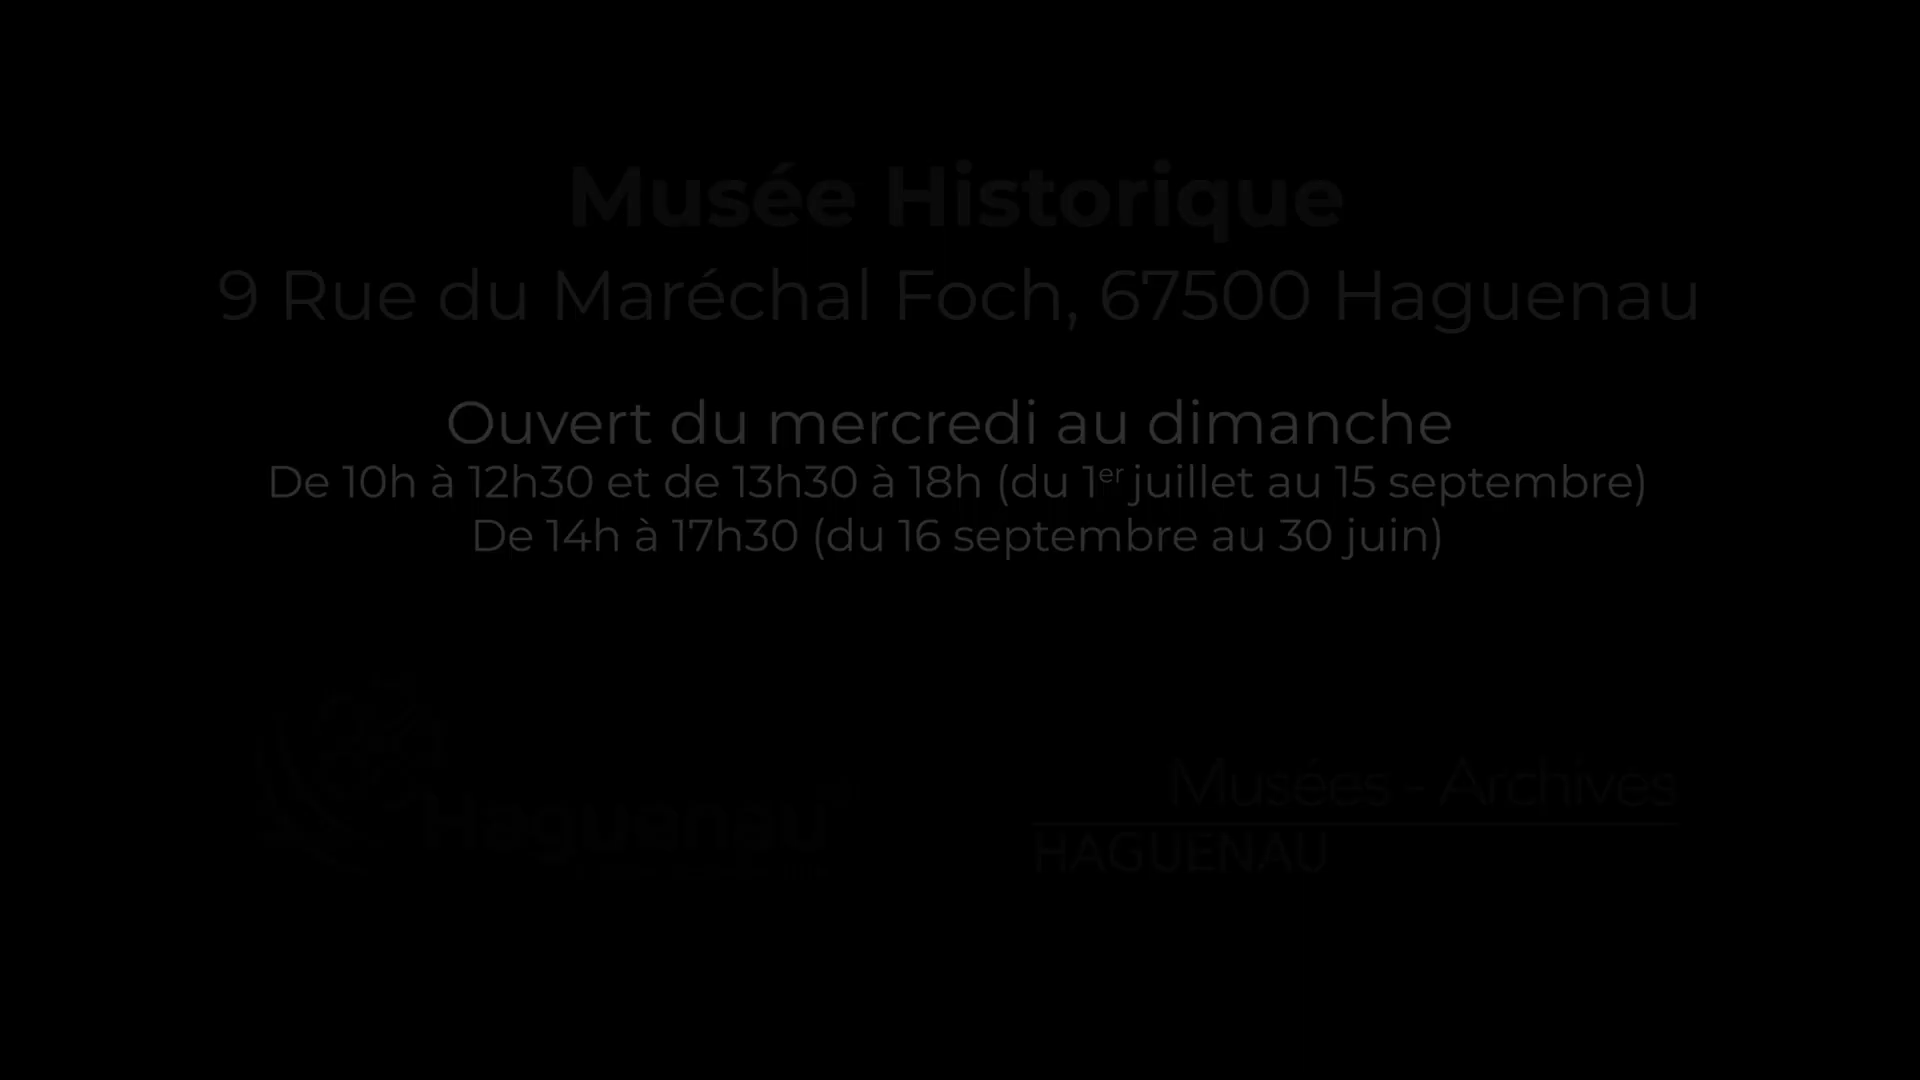 Musée Historique
9 Rue du Maréchal Foch, 67500 Haguenau
Ouvert du mercredi au dimanche
De 10h à 12h30 et de 13h30 à 18h (du 1er juillet au 15 septembre)
De 14h à 17h30 (du 16 septembre au 30 juin)
Haguenau
Musées - Archives
HAGUENAU